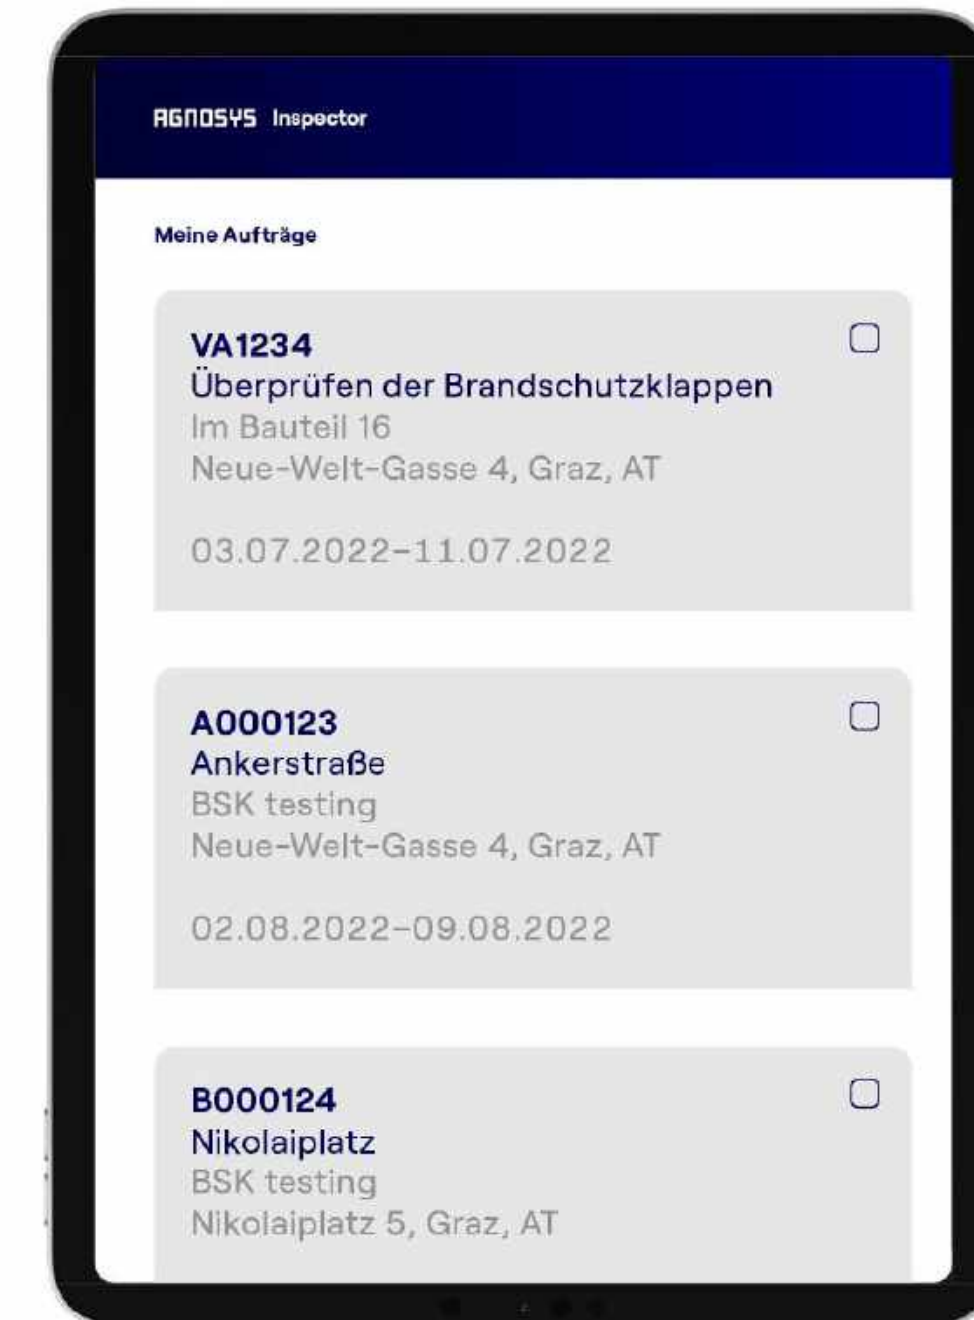 AGNOSYS Inspector
Meine Aufträge
VA1234
Überprüfen der Brandschutzklappen
Im Bauteil 16
Neue-Welt-Gasse 4, Graz, AT
03.07.2022-11.07.2022
A000123
Ankerstraße
BSK testing
Neue-Welt-Gasse 4, Graz, AT
02.08.2022-09.08.2022
B000124
Nikolaiplatz
BSK testing
Nikolaiplatz 5, Graz, AT